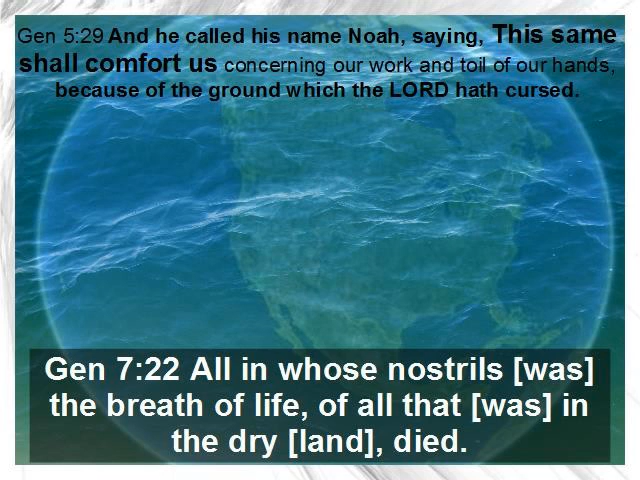 Gen 5:29 And he called his name Noah, saying, This same
shall comfort us concerning our work and toil of our hands,
because of the ground which the LORD hath cursed.
Gen 7:22 All in whose nostrils [was]
the breath of life, of all that [was] in
the dry [land], died.